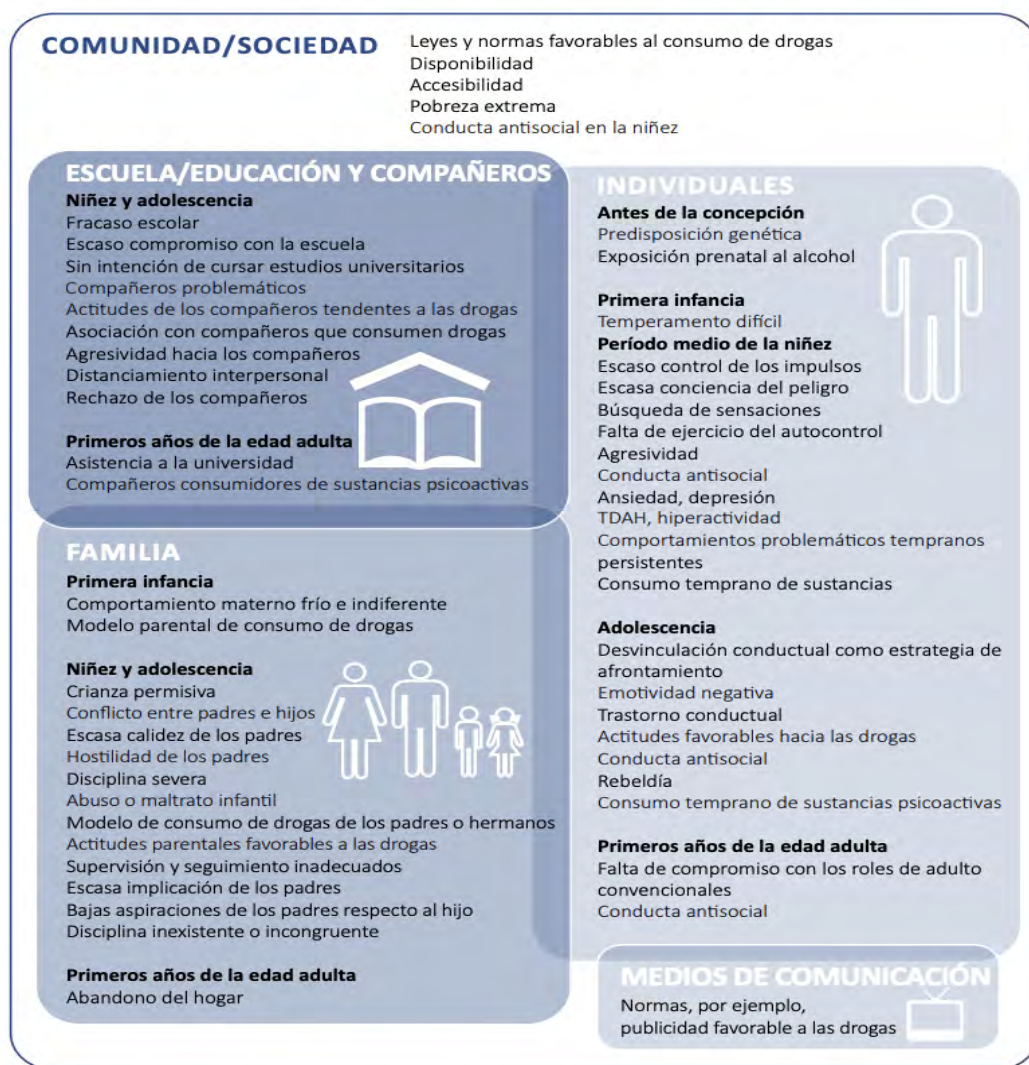 COMUNIDAD/SOCIEDAD
Leyes y normas favorables al consumo de drogas
Disponibilidad
Accesibilidad
Pobreza extrema
Conducta antisocial en la niñez
ESCUELA/EDUCACIÓN Y COMPAÑEROS
Niñez y adolescencia
Fracaso escolar
Escaso compromiso con la escuela
Sin intención de cursar estudios universitarios
Compañeros problemáticos
Actitudes de los compañeros tendentes a las drogas
Asociación con compañeros que consumen drogas
Agresividad hacia los compañeros
Distanciamiento interpersonal
Rechazo de los compañeros
Primeros años de la edad adulta
Asistencia a la universidad
Compañeros consumidores de sustancias psicoactivas
FAMILIA
Primera infancia
Comportamiento materno frío e indiferente
Modelo parental de consumo de drogas
Niñez y adolescencia
Crianza permisiva
Conflicto entre padres e hijos
Escasa calidez de los padres
Hostilidad de los padres
Disciplina severa
Abuso o maltrato infantil
Modelo de consumo de drogas de los padres o hermanos
Actitudes parentales favorables a las drogas
Supervisión y seguimiento inadecuados
Escasa implicación de los padres
Bajas aspiraciones de los padres respecto al hijo
Disciplina inexistente o incongruente
Primeros años de la edad adulta
Abandono del hogar
INDIVIDUALES
Antes de la concepción
Predisposición genética
Exposición prenatal al alcohol
Primera infancia
Temperamento difícil
Período medio de la niñez
Escaso control de los impulsos
Escasa conciencia del peligro
Búsqueda de sensaciones
Falta de ejercicio del autocontrol
Agresividad
Conducta antisocial
Ansiedad, depresión
TDAH, hiperactividad
Comportamientos problemáticos tempranos
persistentes
Consumo temprano de sustancias
Adolescencia
Desvinculación conductual como estrategia de
afrontamiento
Emotividad negativa
Trastorno conductual
Actitudes favorables hacia las drogas
Conducta antisocial
Rebeldía
Consumo temprano de sustancias psicoactivas
Primeros años de la edad adulta
Falta de compromiso con los roles de adulto
convencionales
Conducta antisocial
MEDIOS DE COMUNICACIÓN
Normas, por ejemplo,
publicidad favorable a las drogas